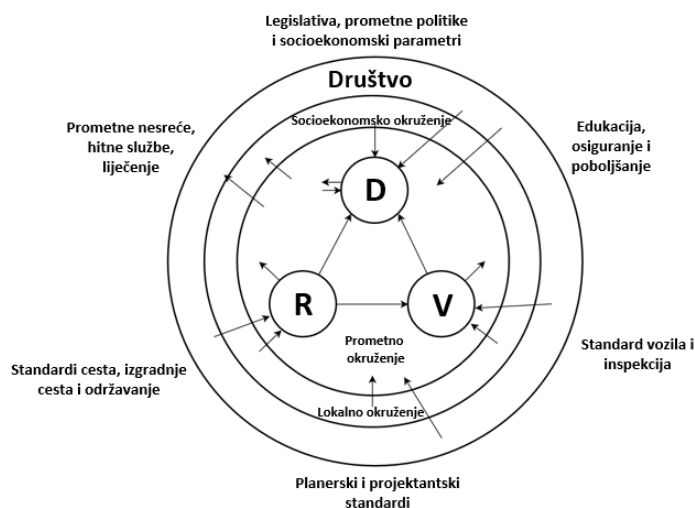 Legislativa, prometne politike
i socioekonomski parametri
Društvo
Prometne nesreće,
hitne službe,
liječenje
Socioekonomsko okruženje
Edukacija,
osiguranje i
poboljšanje
D
R
V
Prometno
okruženje
Standardi cesta, izgradnje
cesta i održavanje
Standard vozila i
inspekcija
Lokalno okruženje
Planerski i projektantski
standardi